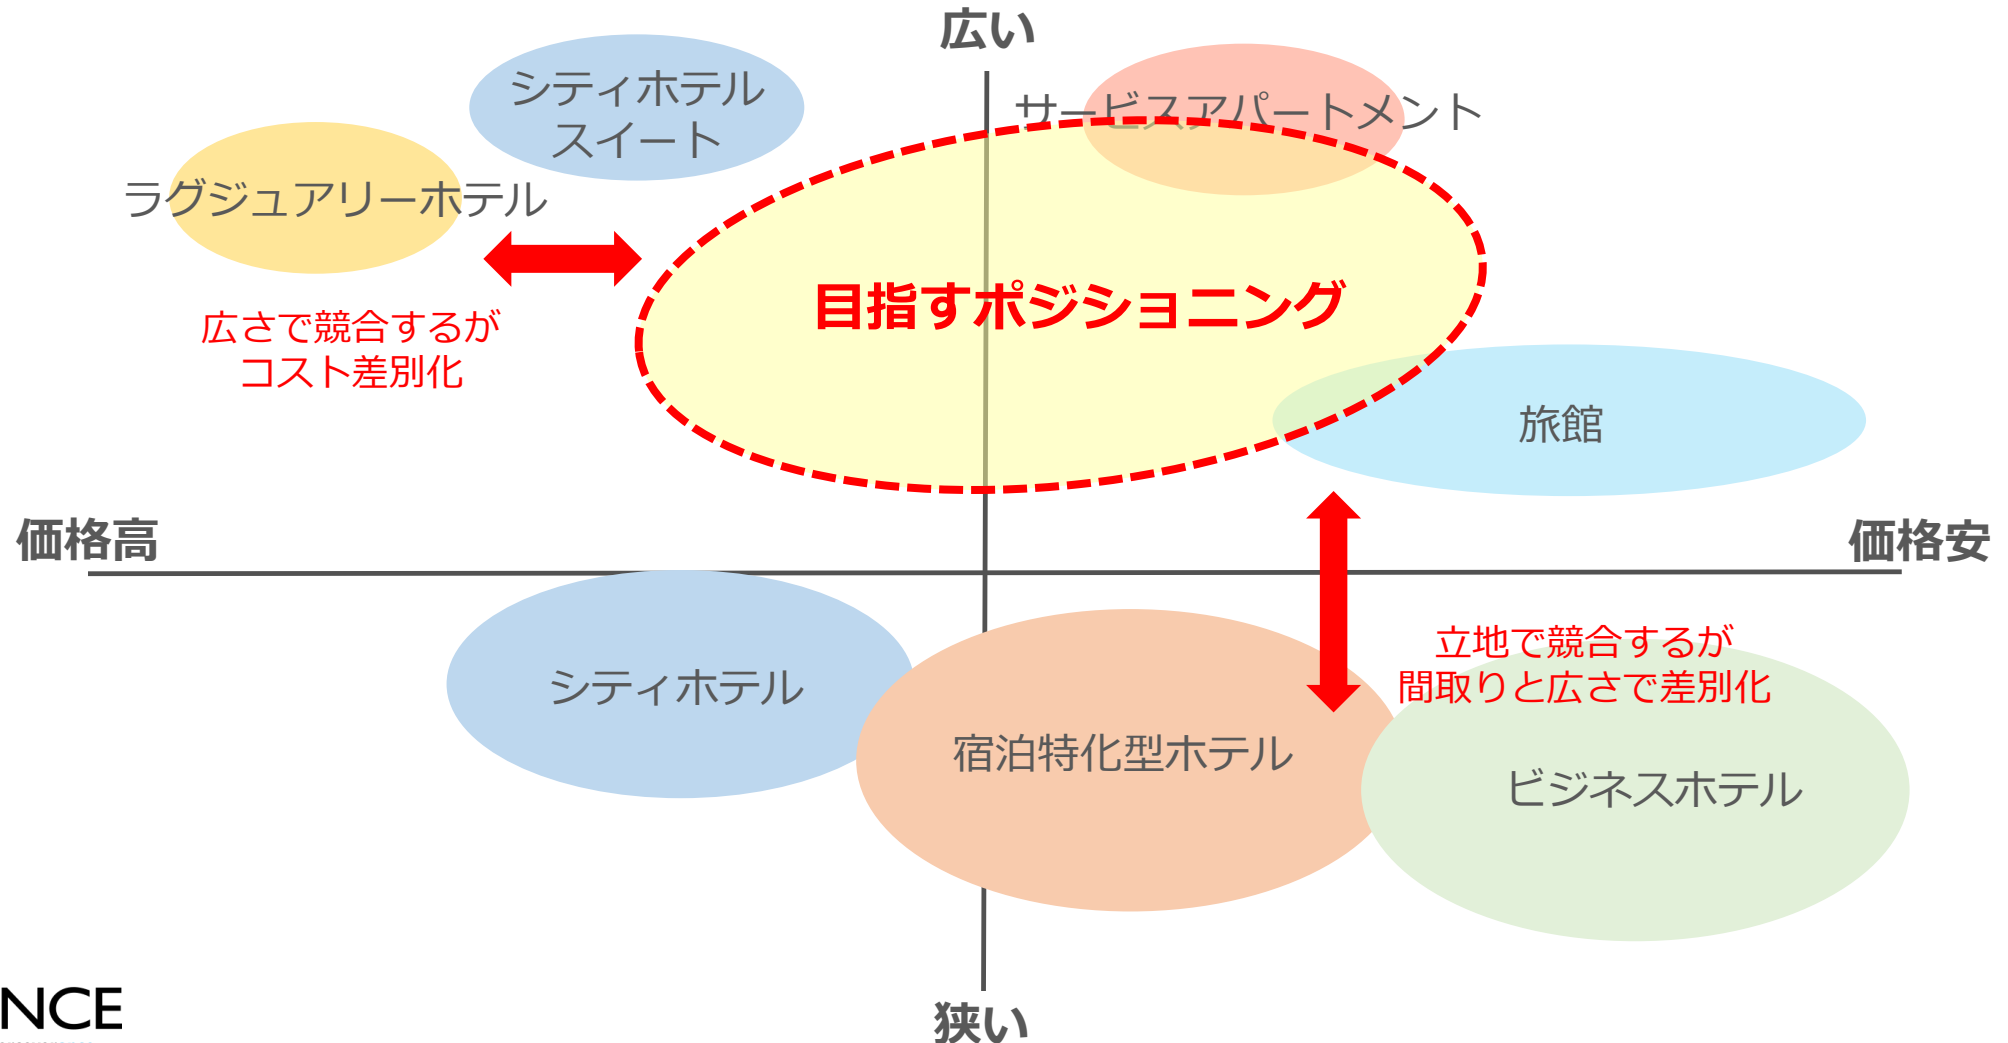 広い
シティホテル
スイート
サービスアパートメント
ラグジュアリーホテル
目指すポジショニング
広さで競合するが
コスト差別化
旅館
価格高
価格安
立地で競合するが
間取りと広さで差別化
シティホテル
宿泊特化型ホテル
ビジネスホテル
NCE
狭い